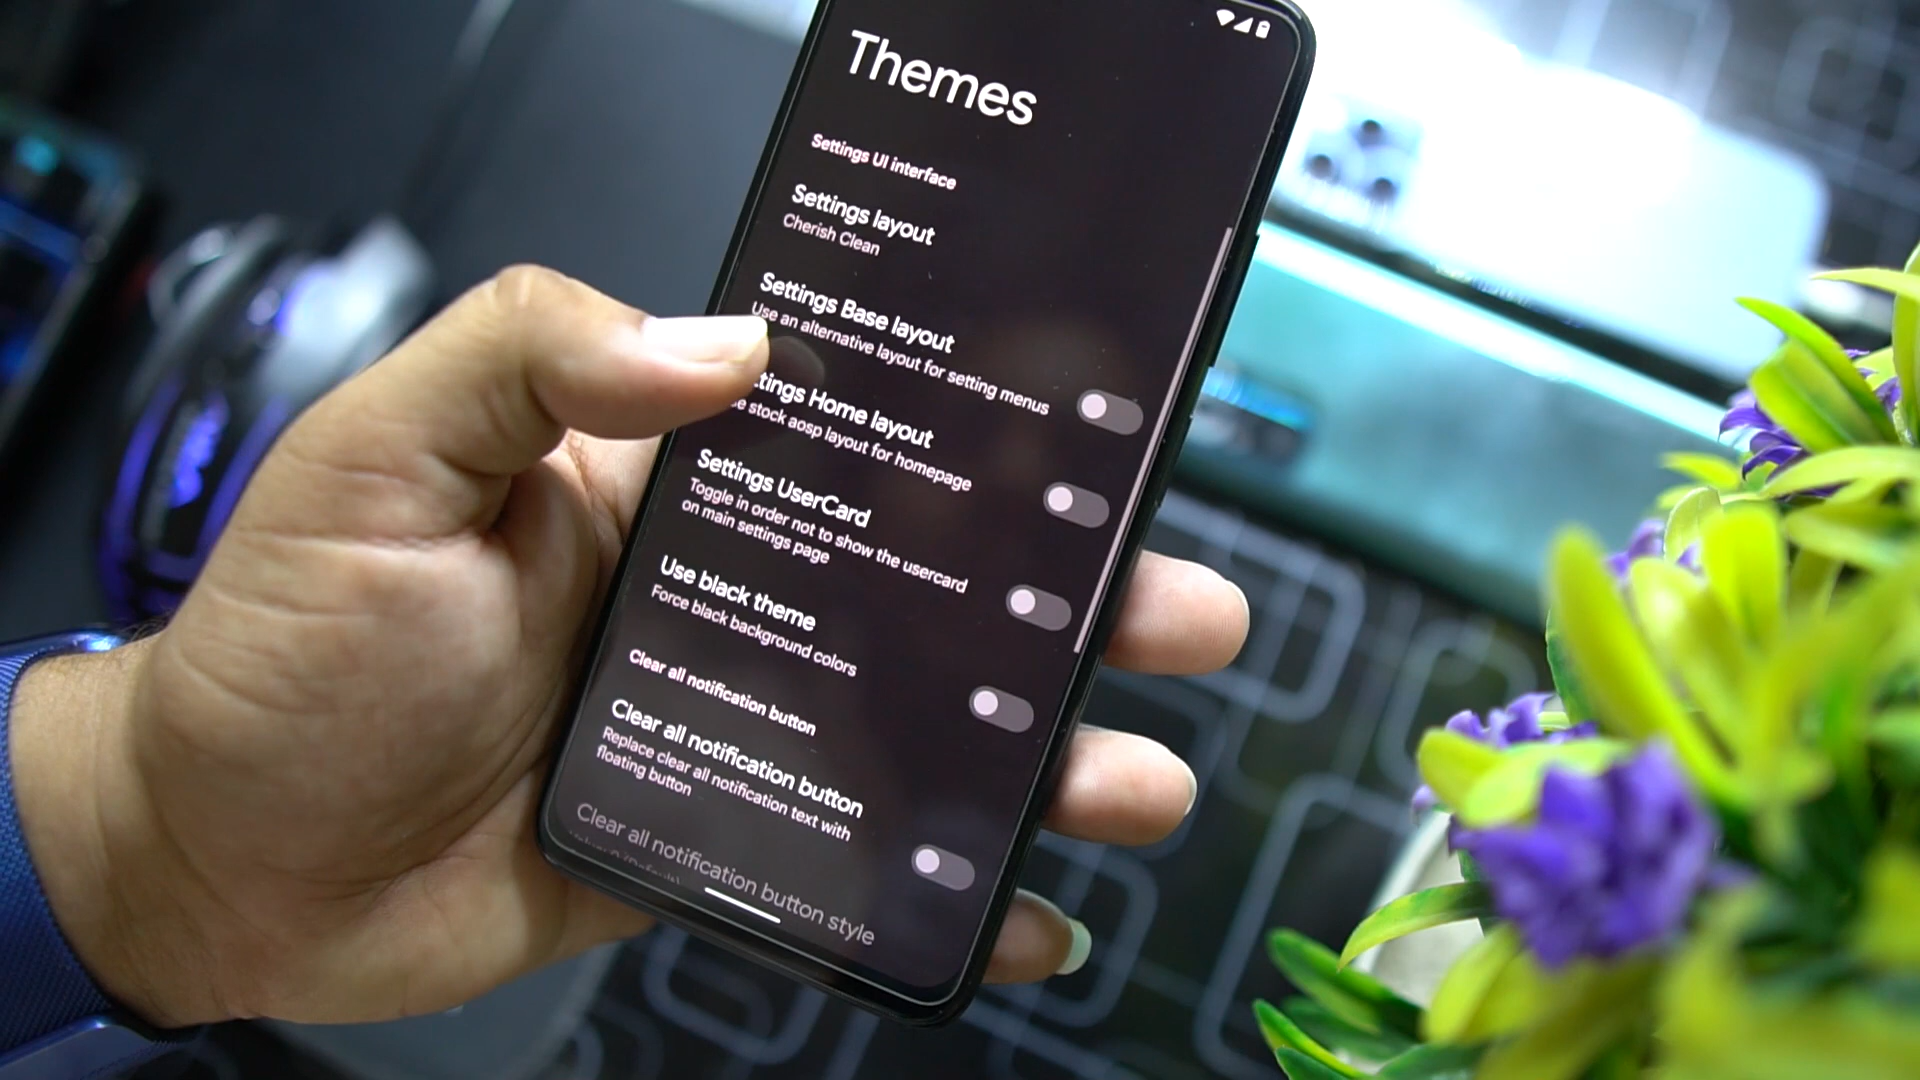 Themes
Settings UI interface
Settings layout
Cherish Clean
Settings Base layout
Use an alternative layout for setting menus
ttings Home layout
stock aosp layout for homepage
Settings UserCard
Toggle in order not to show the usercard
on main settings page
Use black theme
Force black background colors
Clear all notification button
Clear all notification button
Replace clear all notification text with
floating button
Clear all notification button style